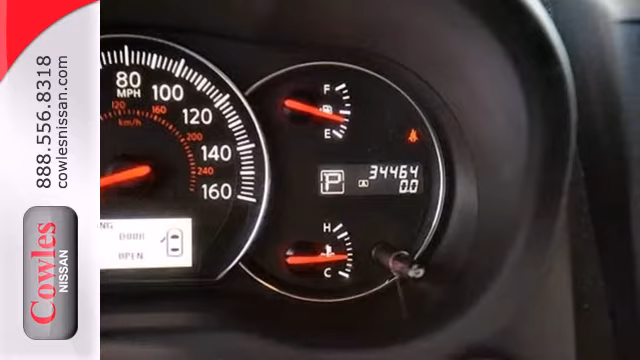 888.556.8318
cowlesnissan.com
Cowles
NISSAN
80
MPH
100
120
140
160
120
160
km/h
200
240
F
E
34464
P
A
0.0
H
C
DOOR
OPEN